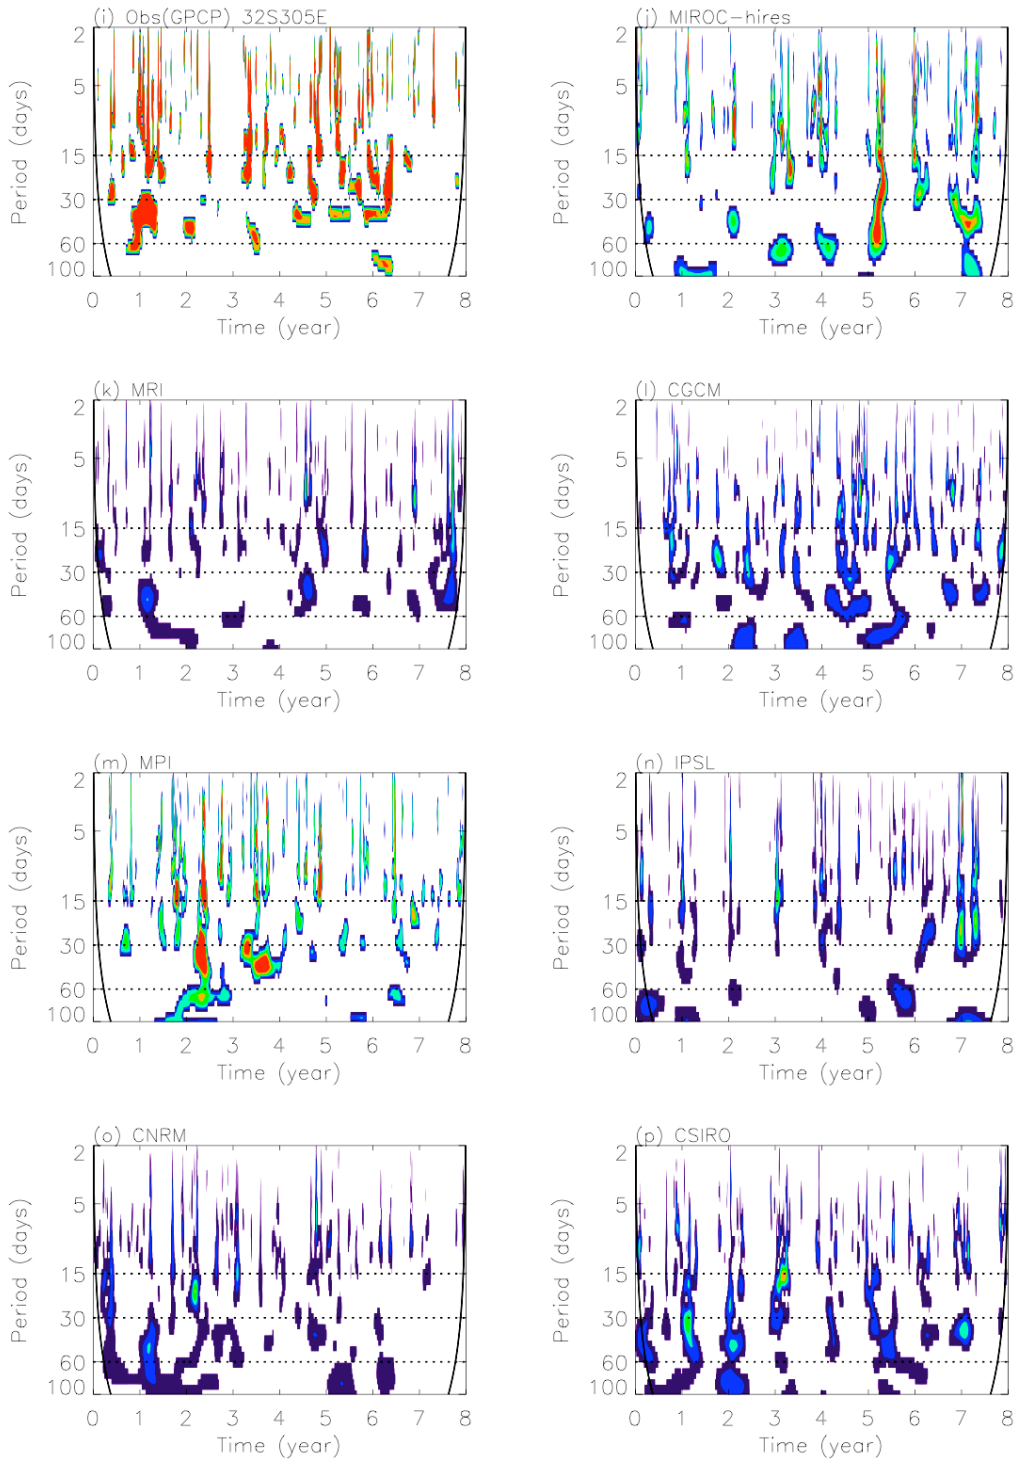 (i) Obs(GPCP) 32S305E
2
5
15
30
60
100
Period (days)
0 1 2 3 4 5 6 7 8
Time (year)
(j) MIROC-hires
2
5
15
30
60
100
Period (days)
0 1 2 3 4 5 6 7 8
Time (year)
(k) MRI
2
5
15
30
60
100
Period (days)
0 1 2 3 4 5 6 7 8
Time (year)
(l) CGCM
2
5
15
30
60
100
Period (days)
0 1 2 3 4 5 6 7 8
Time (year)
(m) MPI
2
5
15
30
60
100
Period (days)
0 1 2 3 4 5 6 7 8
Time (year)
(n) IPSL
2
5
15
30
60
100
Period (days)
0 1 2 3 4 5 6 7 8
Time (year)
(o) CNRM
2
5
15
30
60
100
Period (days)
0 1 2 3 4 5 6 7 8
Time (year)
(p) CSIRO
2
5
15
30
60
100
Period (days)
0 1 2 3 4 5 6 7 8
Time (year)